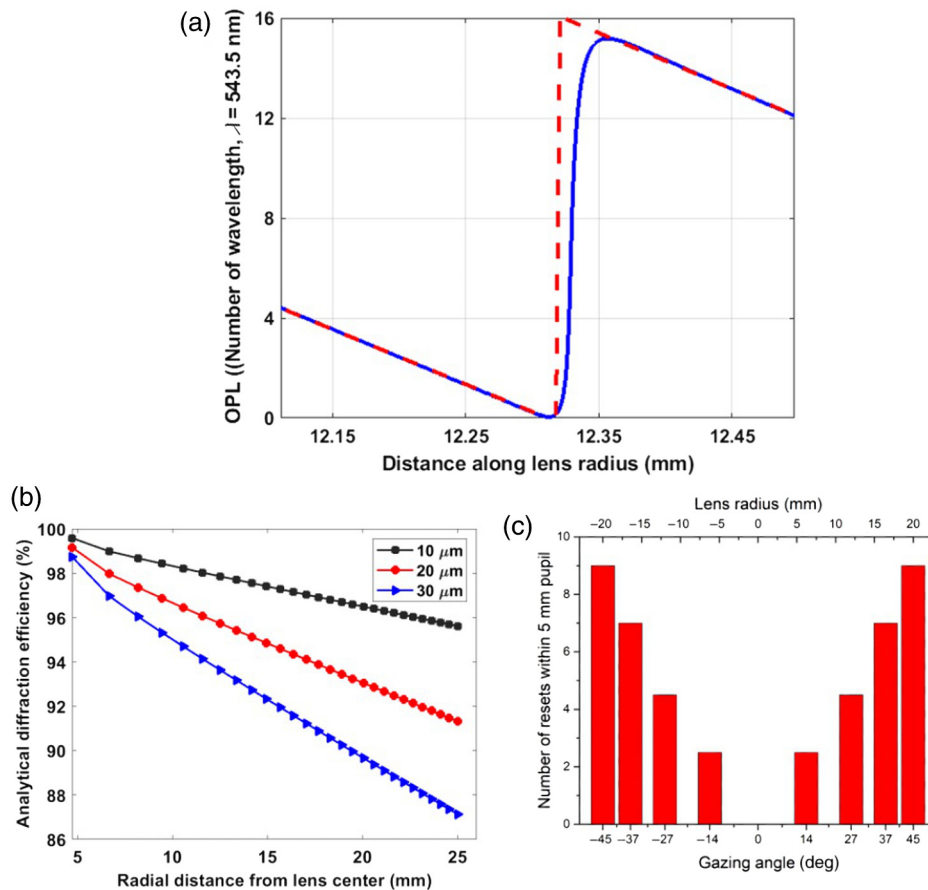 (a)
OPL ((Number of wavelength, λ = 543.5 nm)
16
12
8
4
0
12.15 12.25 12.35 12.45
Distance along lens radius (mm)
(b)
Analytical diffraction efficiency (%)
100
98
96
94
92
90
88
86
10 μm
20 μm
30 μm
5 10 15 20 25
Radial distance from lens center (mm)
(c)
Lens radius (mm)
−20 −15 −10 −5 0 5 10 15 20
Number of resets within 5 mm pupil
10
8
6
4
2
0
−45 −37 −27 −14 0 14 27 37 45
Gazing angle (deg)